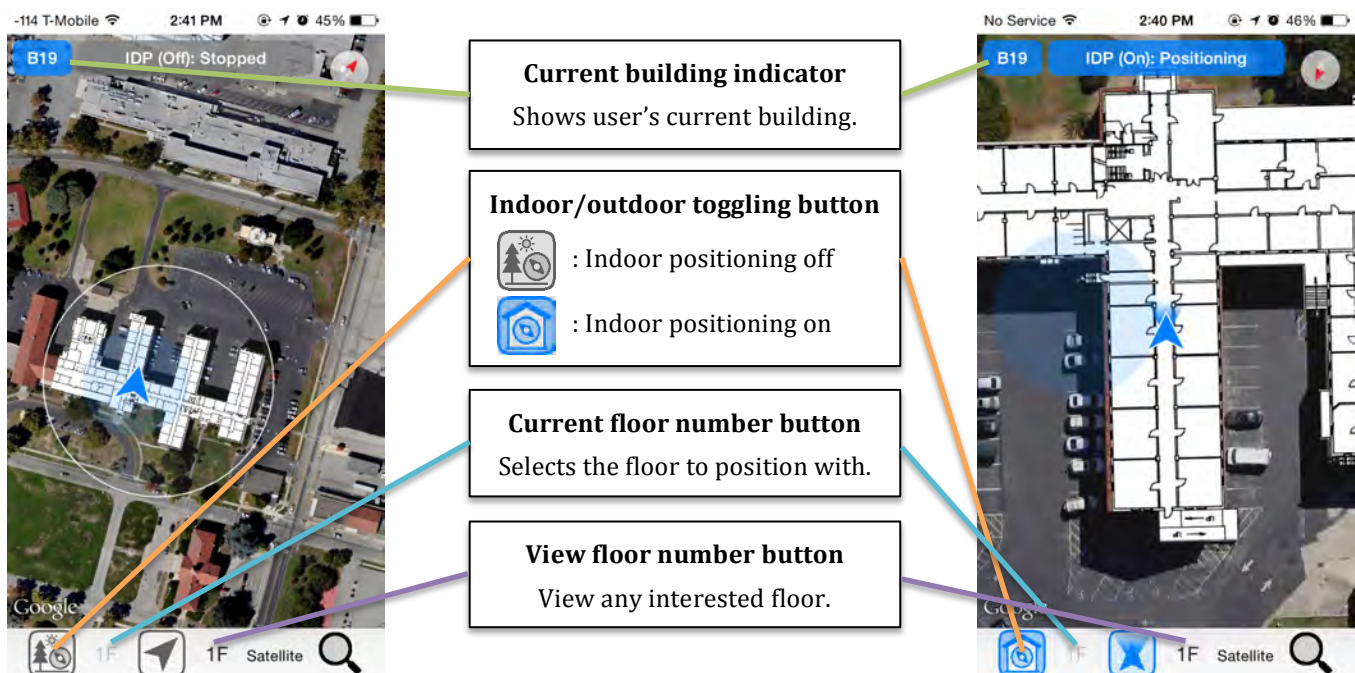 -114 T-Mobile 2:41 PM 45%
B19 IDP (Off): Stopped
Google
1F 1F Satellite
Current building indicator
Shows user’s current building.
Indoor/outdoor toggling button
: Indoor positioning off
: Indoor positioning on
Current floor number button
Selects the floor to position with.
View floor number button
View any interested floor.
No Service 2:40 PM 46%
B19 IDP (On): Positioning
Google
1F 1F Satellite